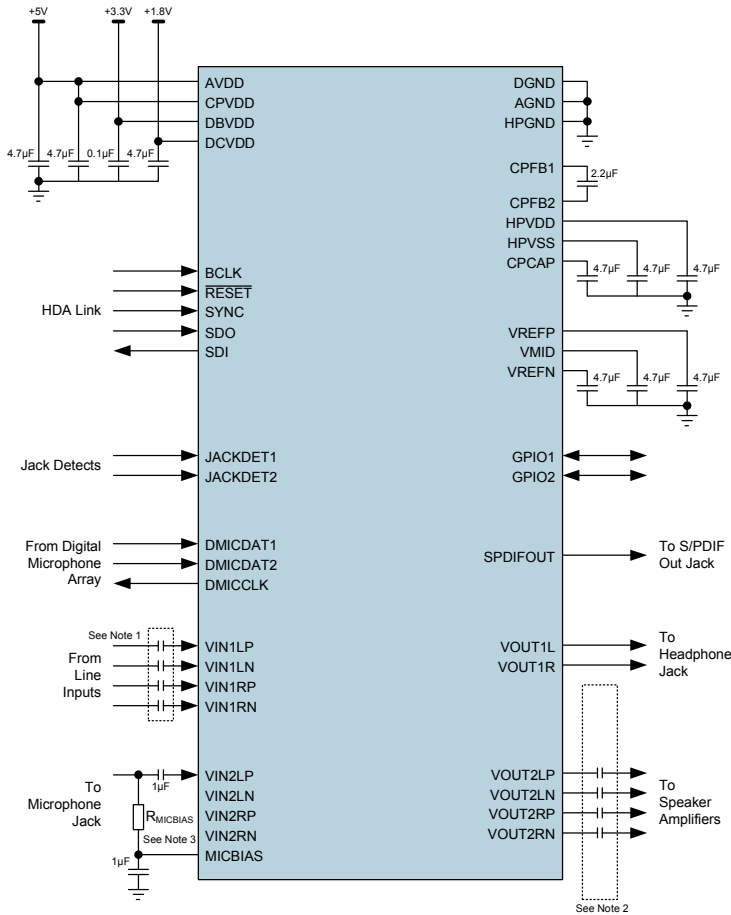 +5V
+3.3V
+1.8V
4.7µF
4.7µF
0.1µF
4.7µF
AVDD
CPVDD
DBVDD
DCVDD
DGND
AGND
HPGND
CPFB1
2.2µF
CPFB2
HPVDD
HPVSS
CPCAP
4.7µF
4.7µF
4.7µF
HDA Link
BCLK
RESET
SYNC
SDO
SDI
VREFP
VMID
VREFN
4.7µF
4.7µF
4.7µF
Jack Detects
JACKDET1
JACKDET2
GPIO1
GPIO2
From Digital
Microphone
Array
DMICDAT1
DMICDAT2
DMICCLK
SPDIFOUT
To S/PDIF
Out Jack
See Note 1
From
Line
Inputs
VIN1LP
VIN1LN
VIN1RP
VIN1RN
VOUT1L
VOUT1R
To
Headphone
Jack
To
Microphone
Jack
1µF
RMICBIAS
See Note 3
1µF
VIN2LP
VIN2LN
VIN2RP
VIN2RN
MICBIAS
VOUT2LP
VOUT2LN
VOUT2RP
VOUT2RN
To
Speaker
Amplifiers
See Note 2